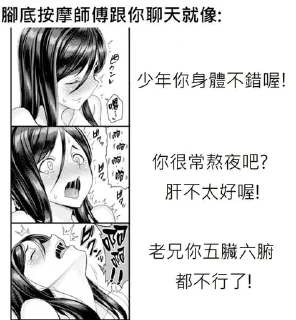 腳底按摩師傅跟你聊天就像:
少年你身體不錯喔!
你很常熬夜吧?
肝不太好喔!
老兄你五臟六腑
都不行了!